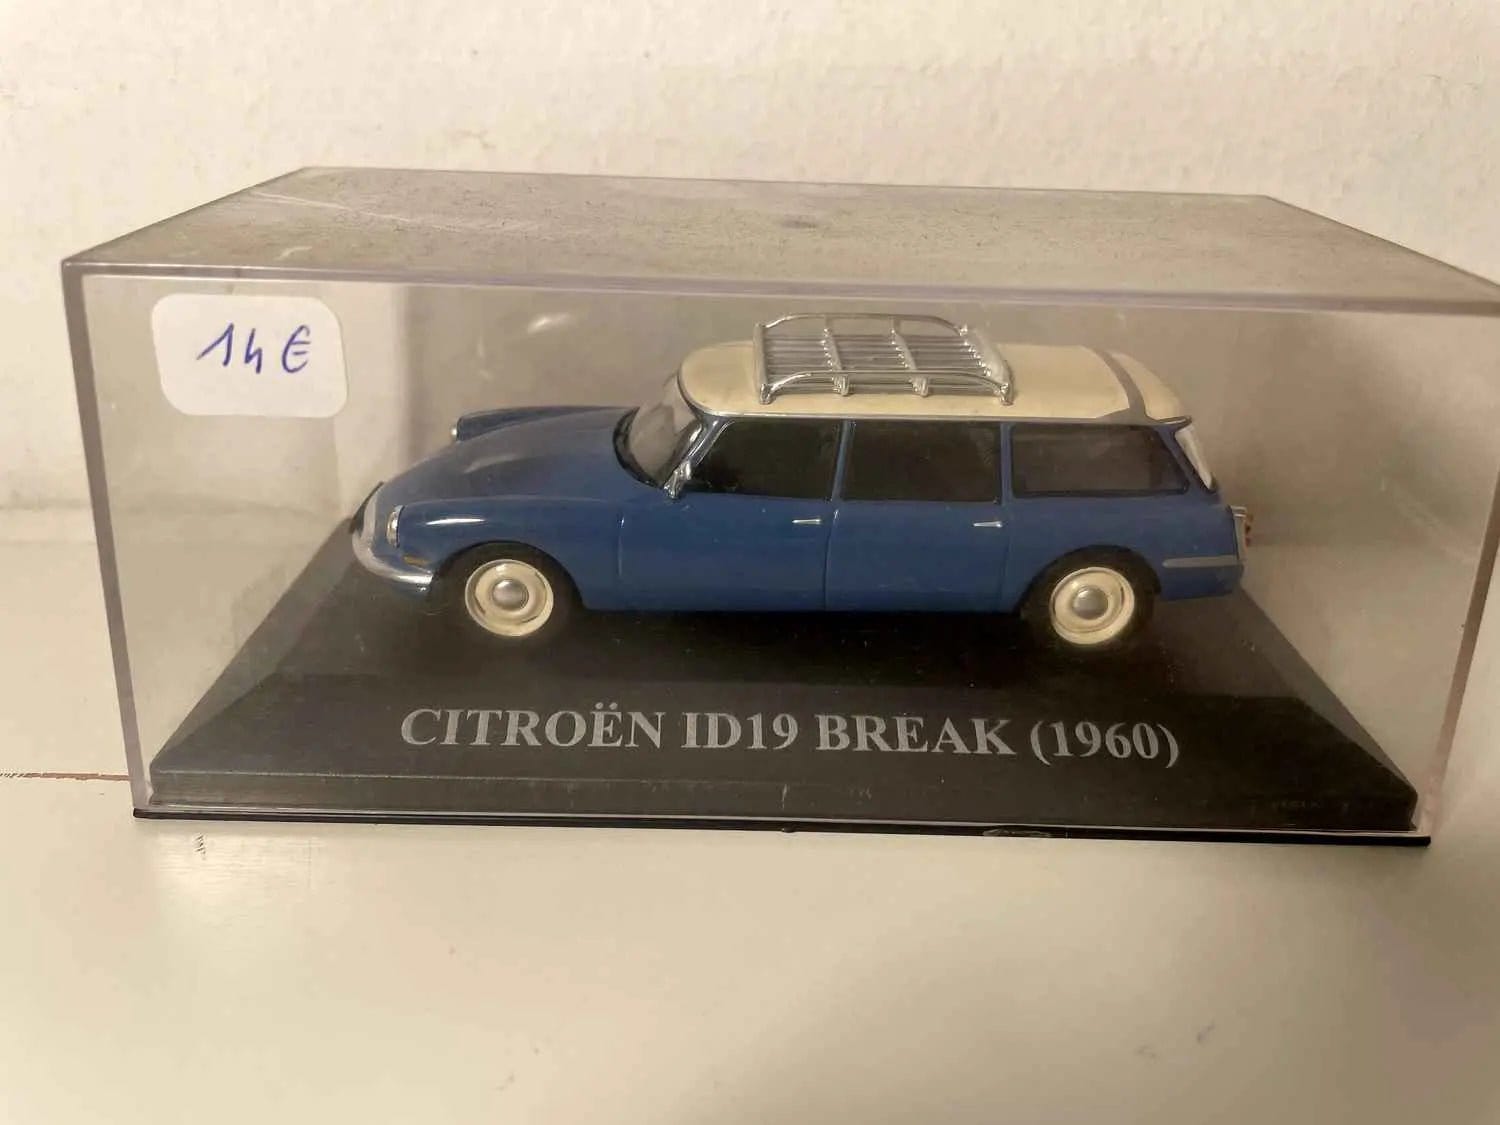 14€
CITROËN ID19 BREAK (1960)